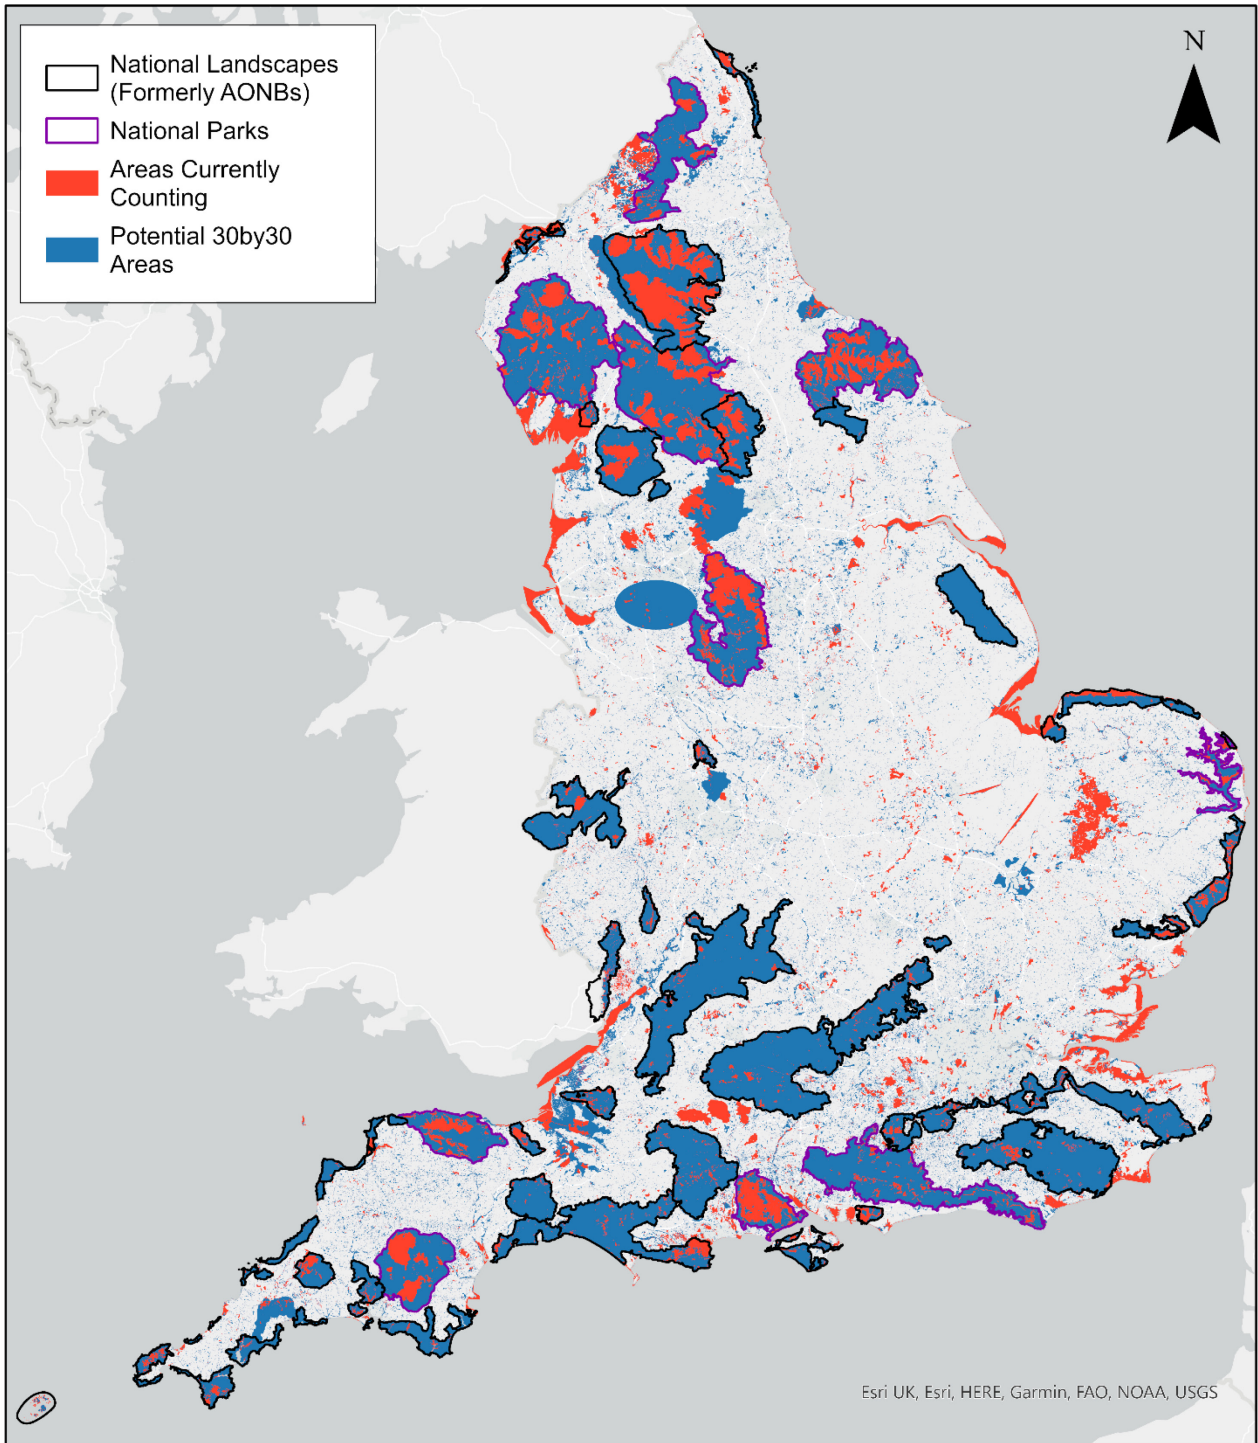 National Landscapes
(Formerly AONBs)
National Parks
Areas Currently
Counting
Potential 30by30
Areas
N
Esri UK, Esri, HERE, Garmin, FAO, NOAA, USGS